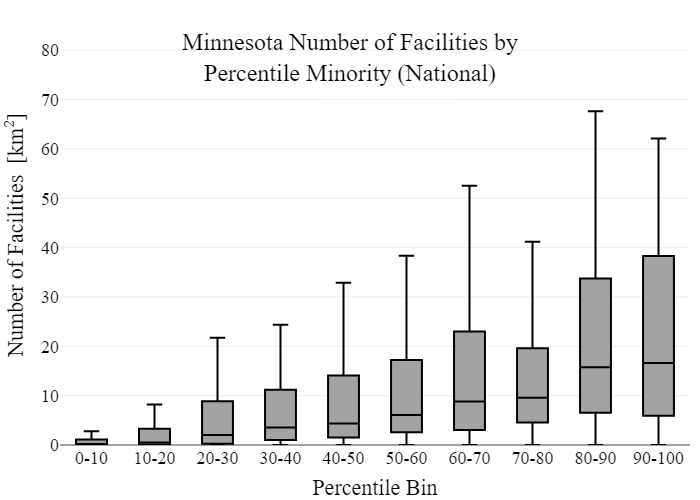 Minnesota Number of Facilities by
Percentile Minority (National)
Number of Facilities [km²]
80
70
60
50
40
30
20
10
0
0-10 10-20 20-30 30-40 40-50 50-60 60-70 70-80 80-90 90-100
Percentile Bin